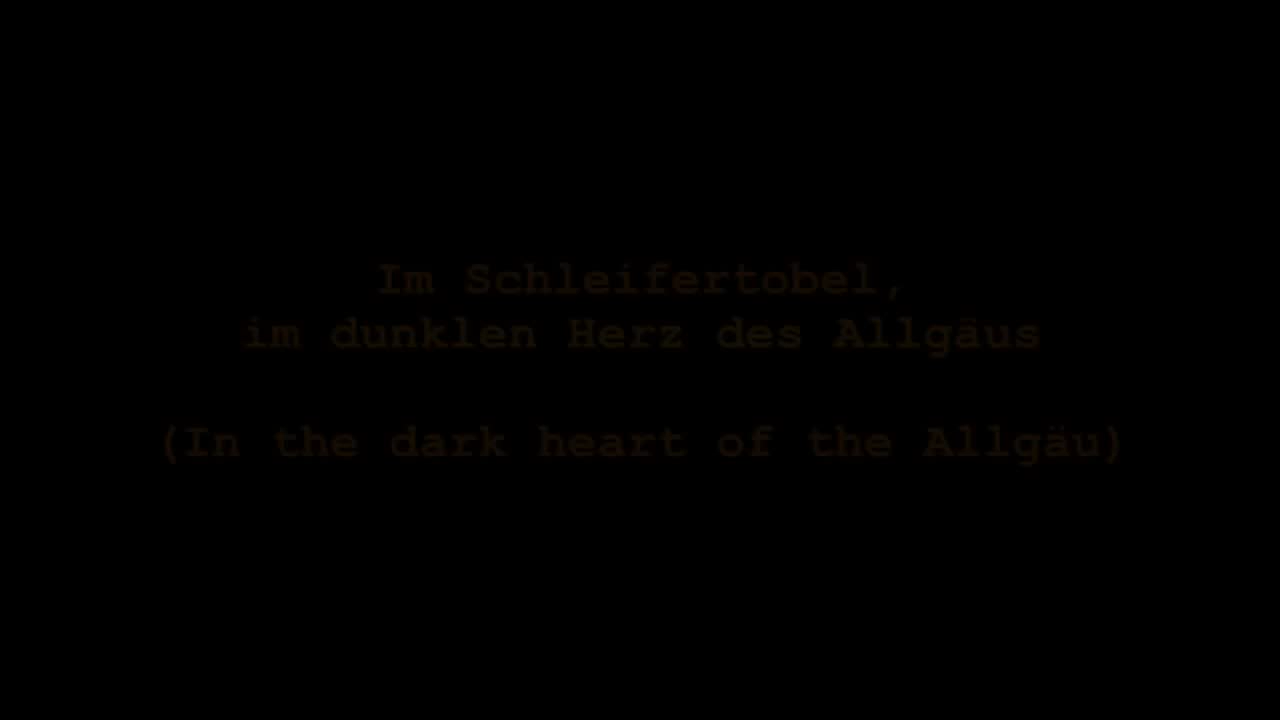 Im Schleifertobel,
im dunklen Herz des Allgäus
(In the dark heart of the Allgäu)